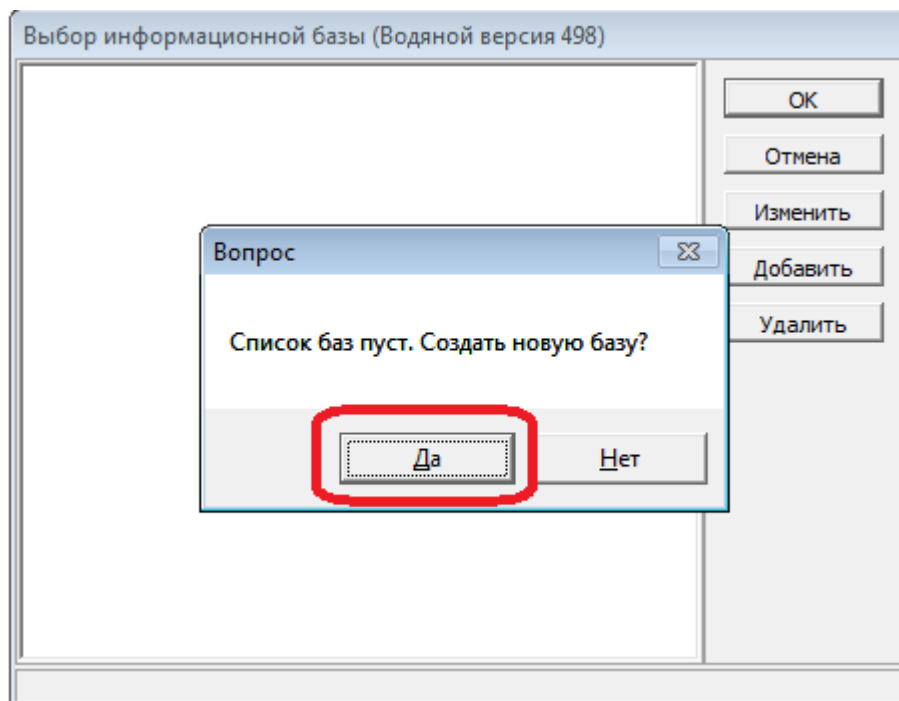 Выбор информационной базы (Водяной версия 498)
OK
Отмена
Изменить
Добавить
Удалить
Вопрос
Список баз пуст. Создать новую базу?
Да
Нет